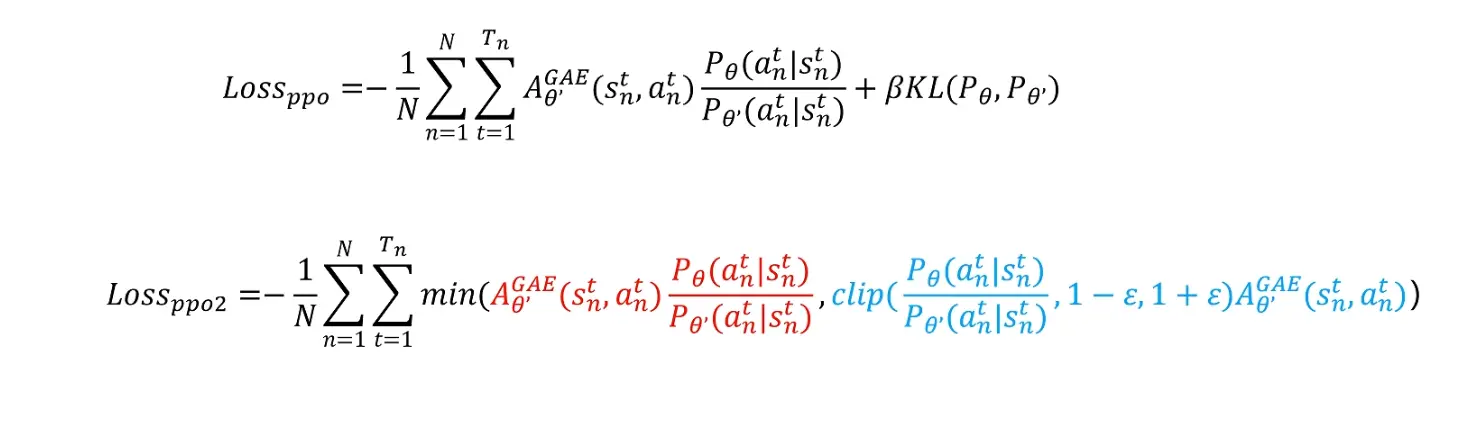 $Loss_{ppo} = -\frac{1}{N}\sum_{n=1}^{N}\sum_{t=1}^{T_n} A_{\theta'}^{GAE}(s_n^t, a_n^t)\frac{P_\theta(a_n^t|s_n^t)}{P_{\theta'}(a_n^t|s_n^t)} + \beta KL(P_\theta, P_{\theta'})$
$Loss_{ppo2} = -\frac{1}{N}\sum_{n=1}^{N}\sum_{t=1}^{T_n} min(A_{\theta'}^{GAE}(s_n^t, a_n^t)\frac{P_\theta(a_n^t|s_n^t)}{P_{\theta'}(a_n^t|s_n^t)}, clip(\frac{P_\theta(a_n^t|s_n^t)}{P_{\theta'}(a_n^t|s_n^t)}, 1-\varepsilon, 1+\varepsilon)A_{\theta'}^{GAE}(s_n^t, a_n^t))$